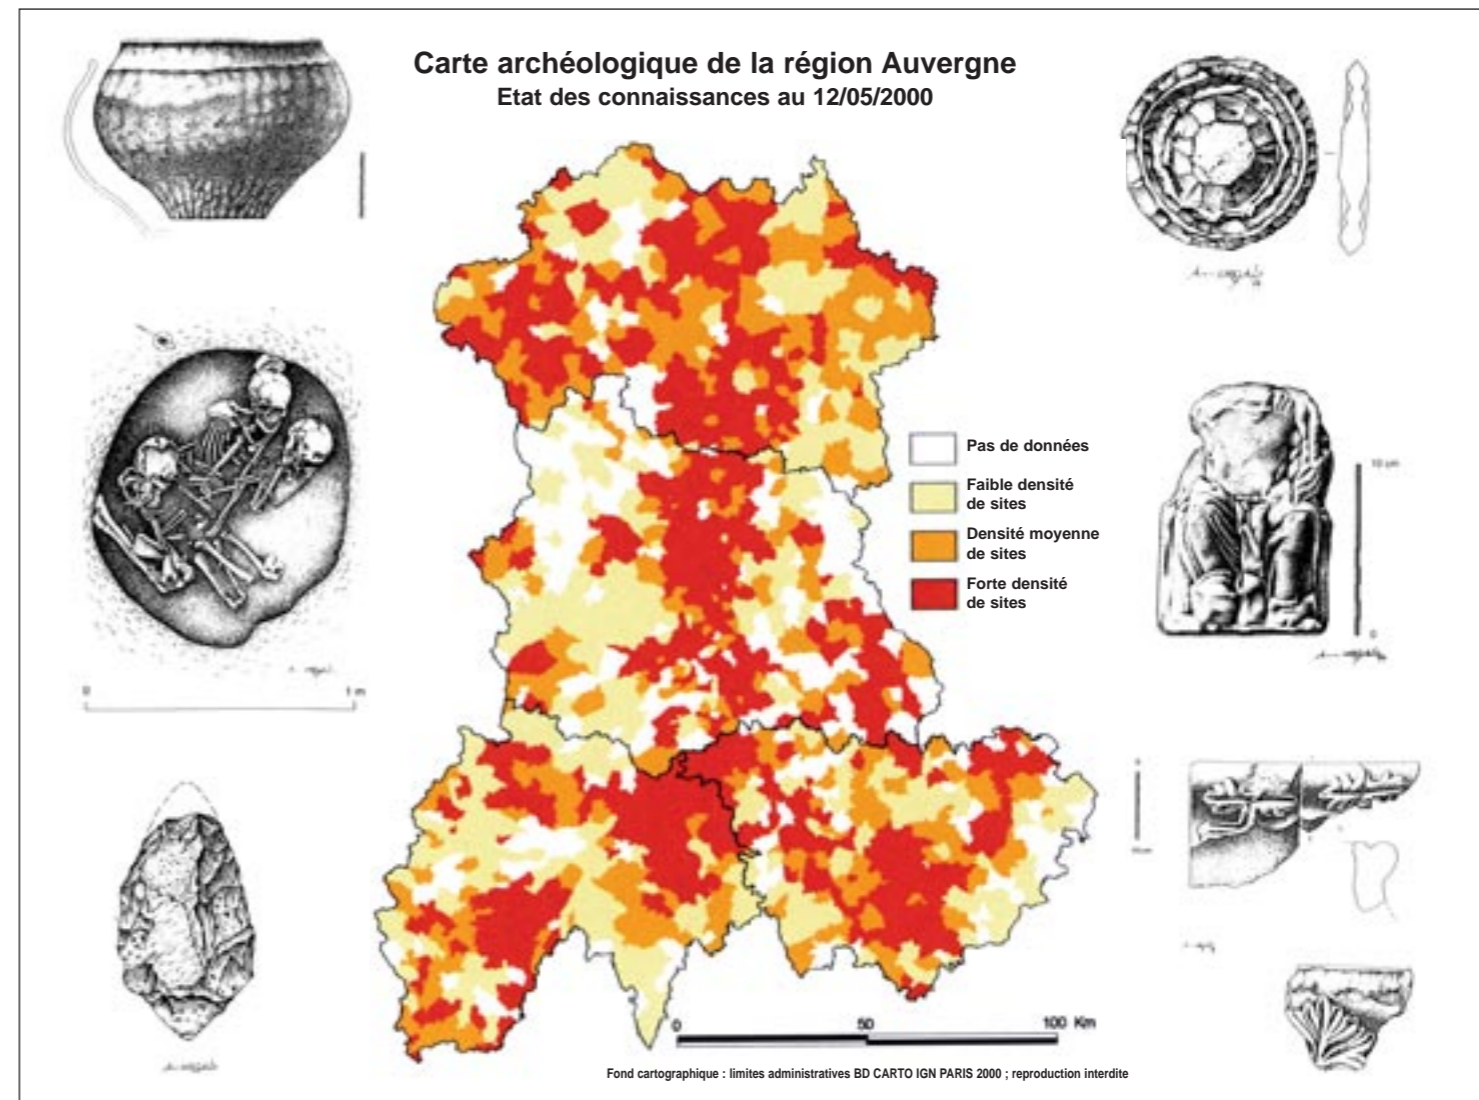 Carte archéologique de la région Auvergne
Etat des connaissances au 12/05/2000
Pas de données
Faible densité
de sites
Densité moyenne
de sites
Forte densité
de sites
10 cm
0
0 1 m
0
0 50 100 Km
Fond cartographique : limites administratives BD CARTO IGN PARIS 2000 ; reproduction interdite